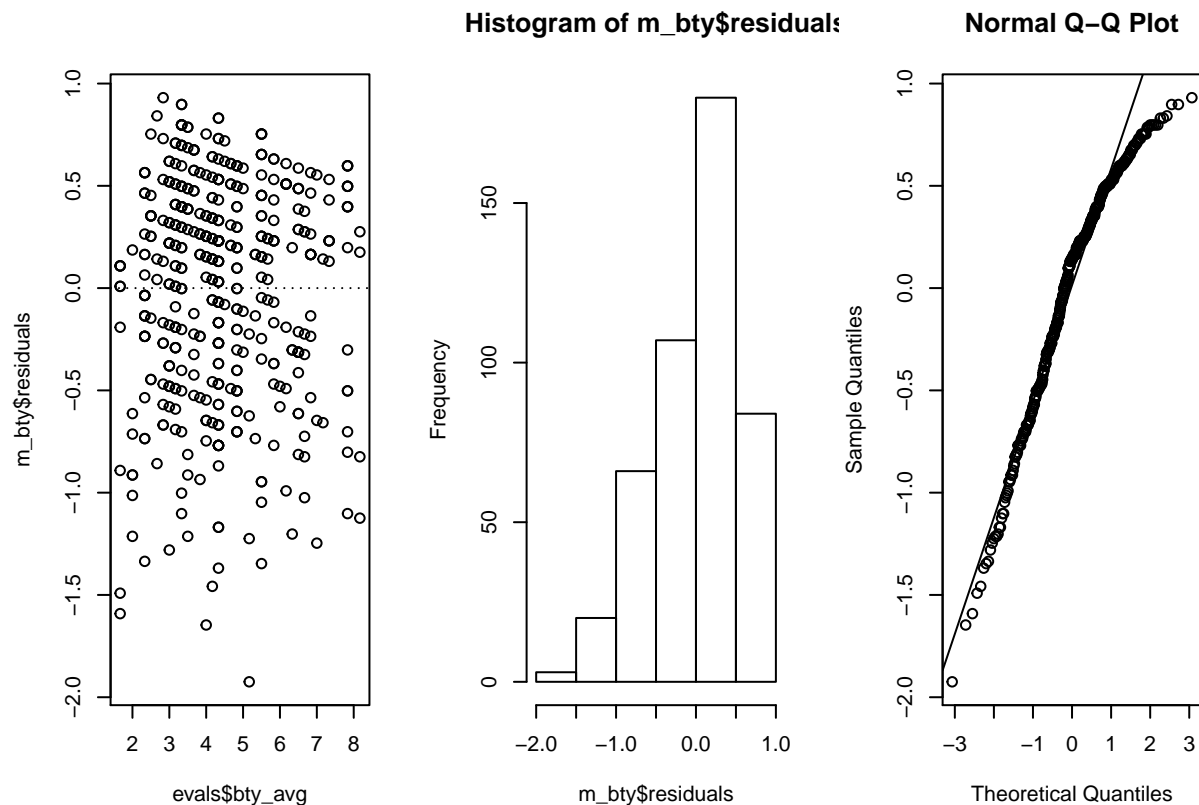 2 3 4 5 6 7 8
−2.0 −1.5 −1.0 −0.5 0.0 0.5 1.0
evals$bty_avg
m_bty$residuals
Histogram of m_bty$residuals
m_bty$residuals
Frequency
−2.0 −1.0 0.0 1.0
0 50 100 150
Normal Q−Q Plot
Theoretical Quantiles
Sample Quantiles
−3 −1 0 1 2 3
−2.0 −1.5 −1.0 −0.5 0.0 0.5 1.0